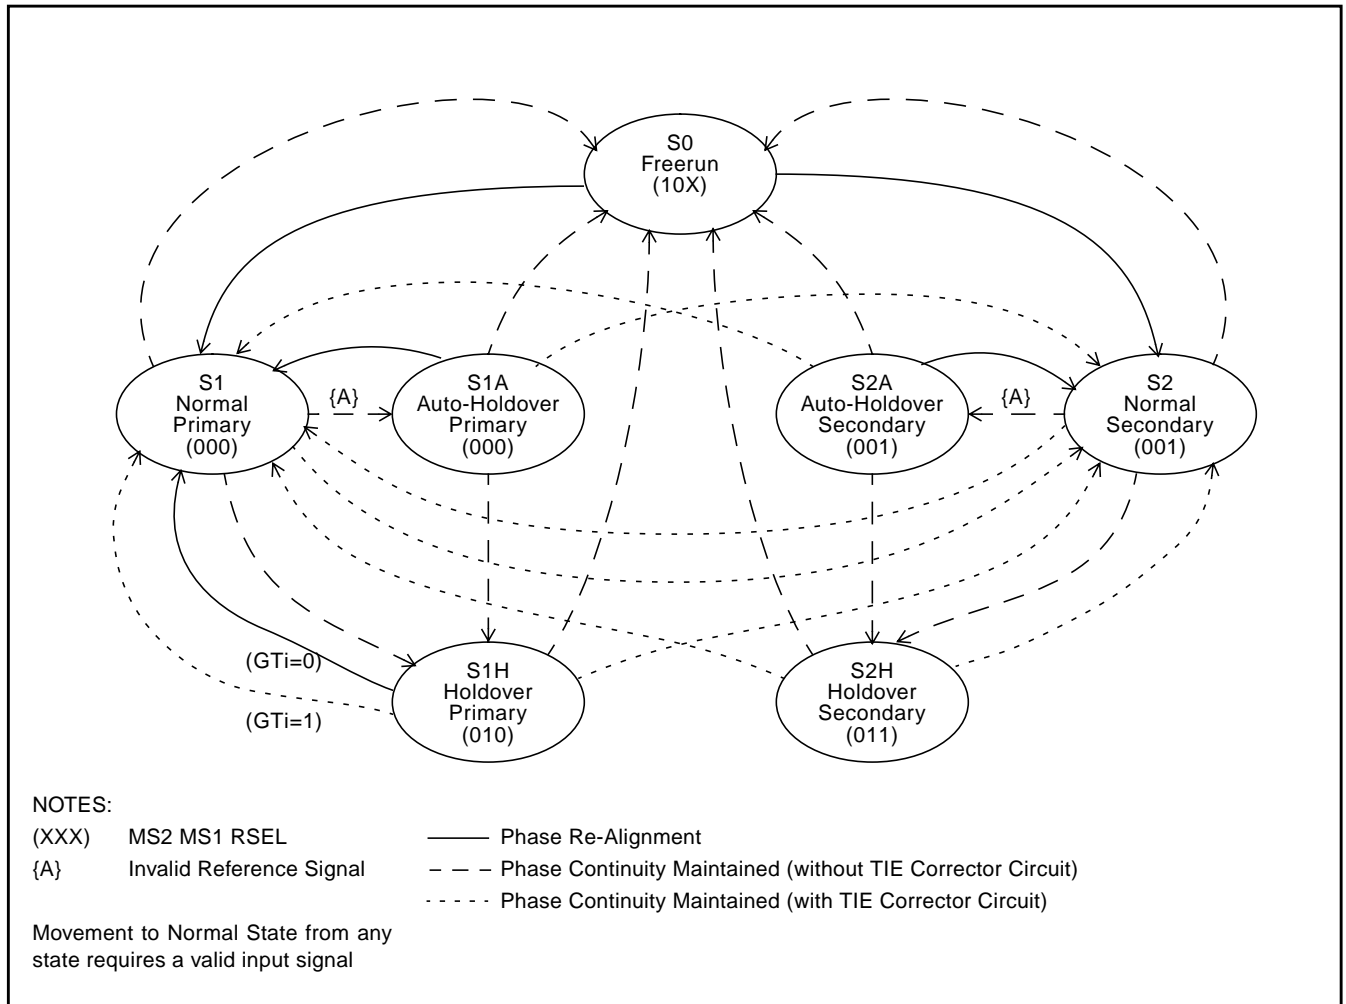 S0
Freerun
(10X)
S1
Normal
Primary
(000)
{A}
S1A
Auto-Holdover
Primary
(000)
S2A
Auto-Holdover
Secondary
(001)
{A}
S2
Normal
Secondary
(001)
(GTi=0)
(GTi=1)
S1H
Holdover
Primary
(010)
S2H
Holdover
Secondary
(011)
NOTES:
(XXX) MS2 MS1 RSEL
{A} Invalid Reference Signal
Phase Re-Alignment
Phase Continuity Maintained (without TIE Corrector Circuit)
Phase Continuity Maintained (with TIE Corrector Circuit)
Movement to Normal State from any
state requires a valid input signal